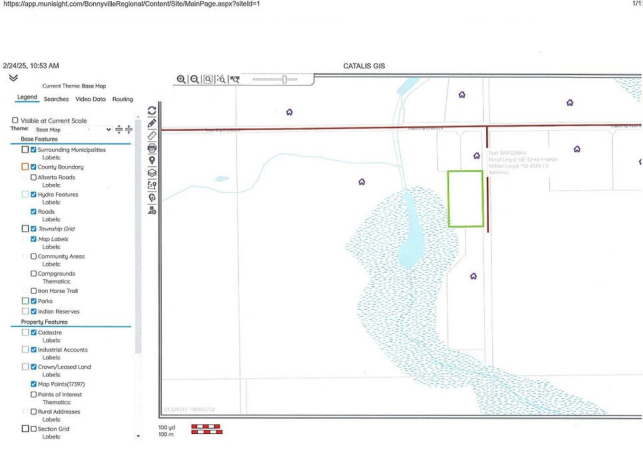 https://app.munisight.com/BonnyvilleRegional/Content/Site/MainPage.aspx?siteId=1
1/1
2/24/25, 10:53 AM
CATALIS GIS
Current Theme: Base Map
Legend Searches Video Data Routing
Visible at Current Scale
Theme: Base Map
Base Features
Surrounding Municipalities
Labels:
County Boundary
Alberta Roads
Labels:
Hydro Features
Labels:
Roads
Labels:
Township Grid
Map Labels
Labels:
Community Areas
Labels:
Campgrounds
Thematics:
Iron Horse Trail
Parks
Indian Reserves
Property Features
Cadastre
Labels:
Industrial Accounts
Labels:
Crown/Leased Land
Labels:
Map Points(17397)
Points of Interest
Thematics:
Rural Addresses
Labels:
Section Grid
Labels:
100 yd
100 m